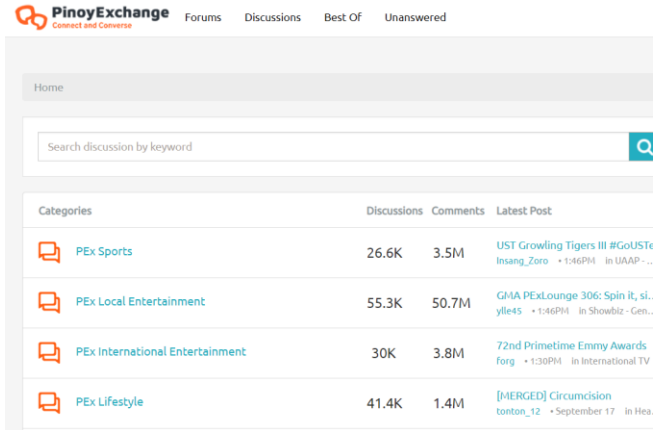 PinoyExchange
Connect and Converse
Forums Discussions Best Of Unanswered
Home
Search discussion by keyword
Categories Discussions Comments Latest Post
PEx Sports 26.6K 3.5M UST Growling Tigers III #GoUSTe
Insang_Zoro • 1:46PM in UAAP - ...
PEx Local Entertainment 55.3K 50.7M GMA PExLounge 306: Spin it, si...
ylle45 • 1:46PM in Showbiz - Gen...
PEx International Entertainment 30K 3.8M 72nd Primetime Emmy Awards
forg • 1:30PM in International TV
PEx Lifestyle 41.4K 1.4M [MERGED] Circumcision
tonton_12 • September 17 in Hea...